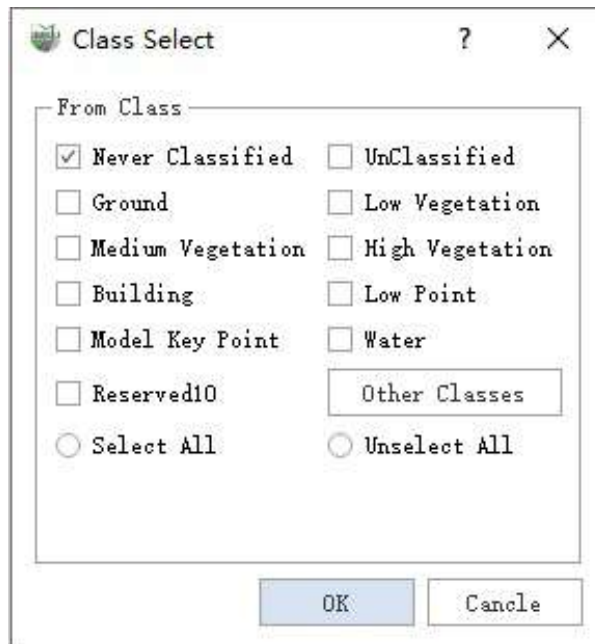 Class Select ? ×
From Class
Never Classified UnClassified
Ground Low Vegetation
Medium Vegetation High Vegetation
Building Low Point
Model Key Point Water
Reserved10 Other Classes
Select All Unselect All
OK Cancle